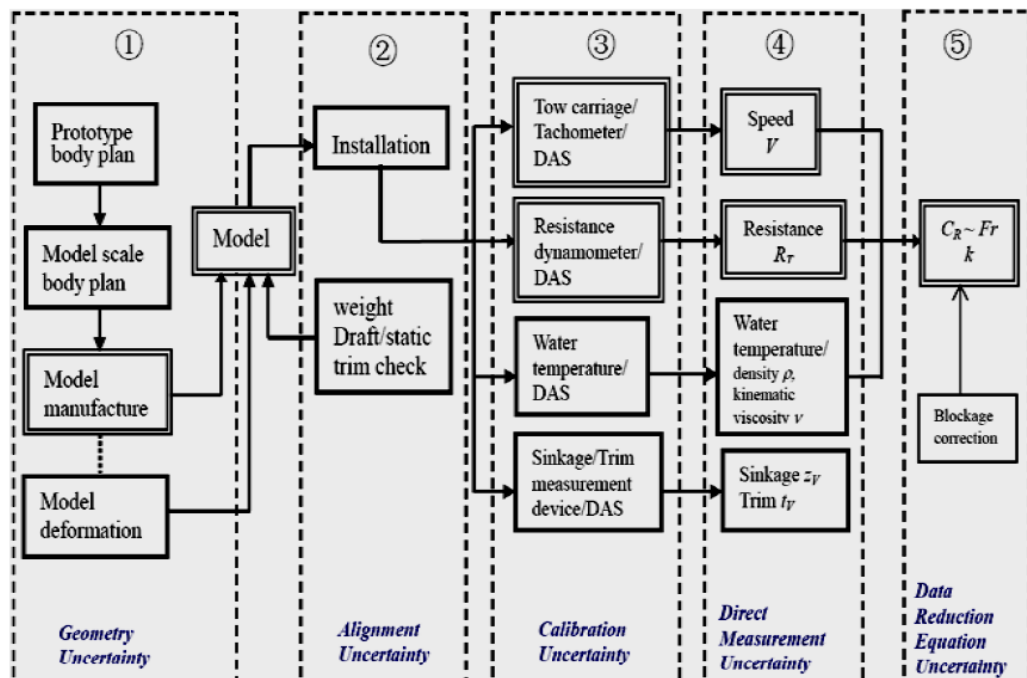 ①
②
③
④
⑤
Prototype
body plan
Model scale
body plan
Model
manufacture
Model
deformation
Geometry
Uncertainty
Model
Installation
weight
Draft/static
trim check
Alignment
Uncertainty
Tow carriage/
Tachometer/
DAS
Resistance
dynamometer/
DAS
Water
temperature/
DAS
Sinkage/Trim
measurement
device/DAS
Calibration
Uncertainty
Speed
V
Resistance
R_T
Water
temperature/
density ρ,
kinematic
viscosity ν
Sinkage z_V
Trim t_V
Direct
Measurement
Uncertainty
C_R ~ Fr
k
Blockage
correction
Data
Reduction
Equation
Uncertainty